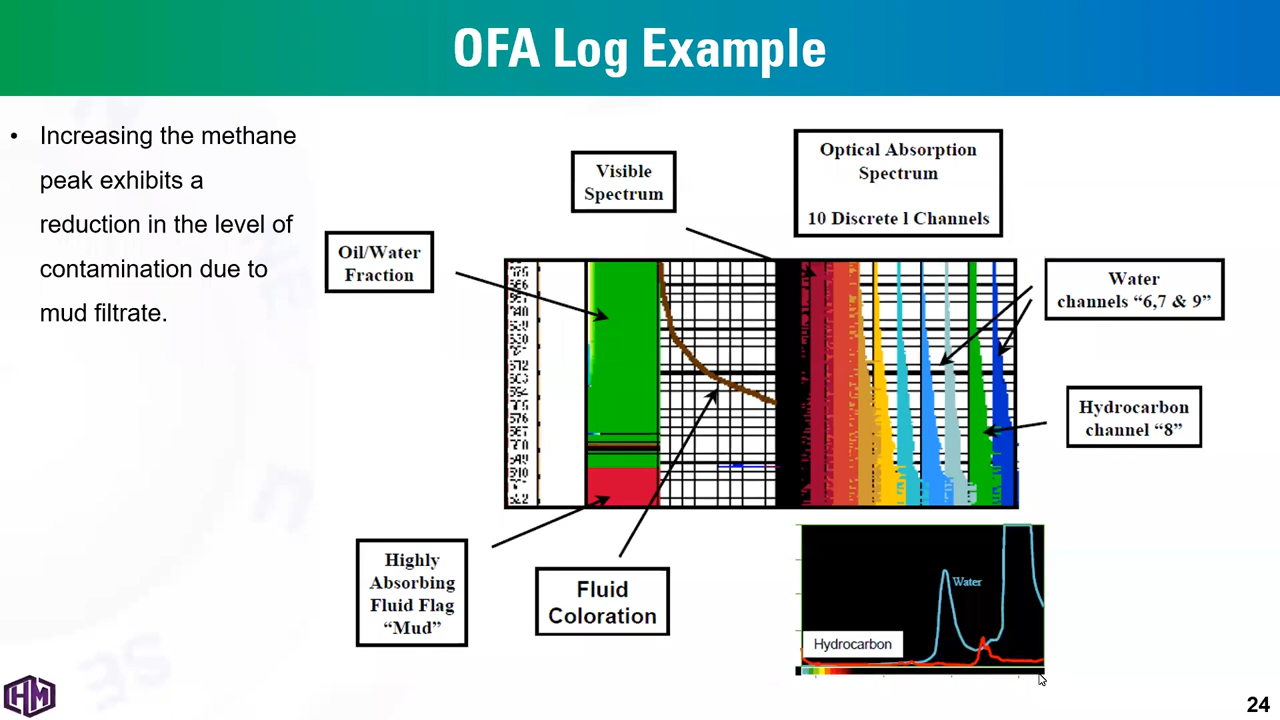 OFA Log Example
• Increasing the methane
peak exhibits a
reduction in the level of
contamination due to
mud filtrate.
Visible
Spectrum
Optical Absorption
Spectrum
10 Discrete l Channels
Oil/Water
Fraction
Water
channels “6,7 & 9”
Hydrocarbon
channel “8”
Highly
Absorbing
Fluid Flag
“Mud”
Fluid
Coloration
Water
Hydrocarbon
HM
24